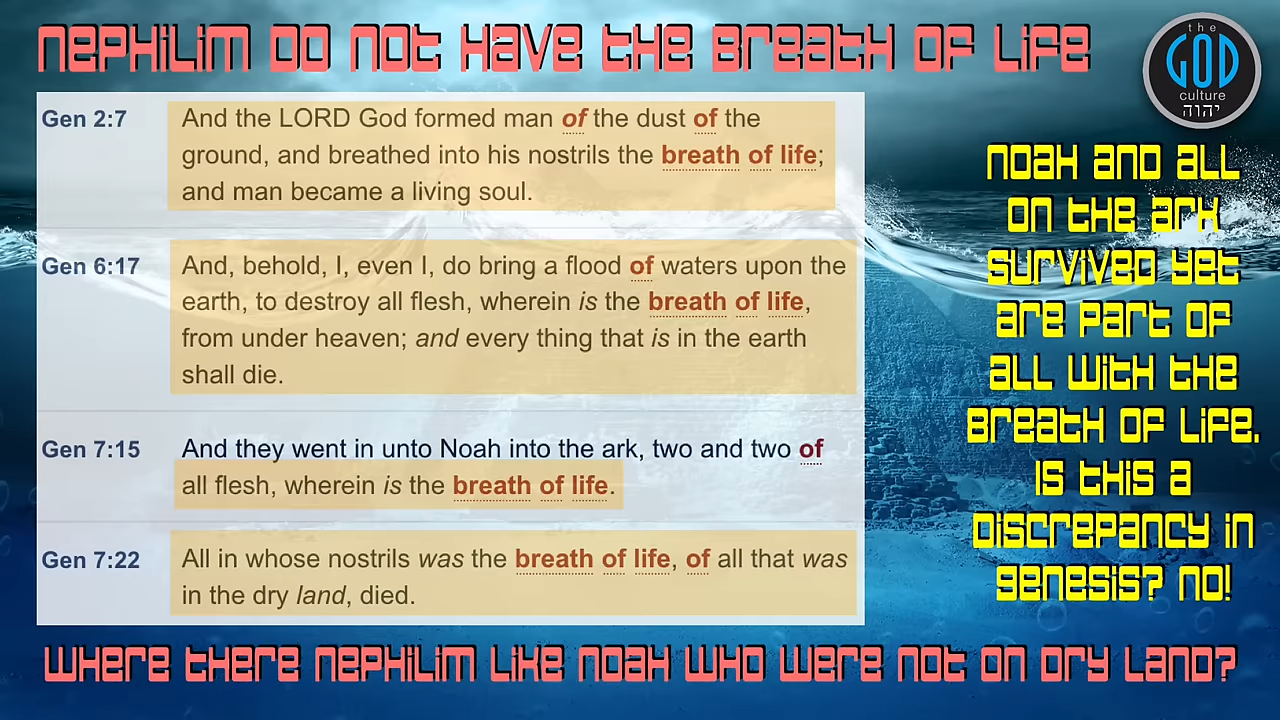 NEPHILIM DO NOT HAVE THE BREATH OF LIFE
the
GOD
culture
יהוה
Gen 2:7 And the LORD God formed man of the dust of the
ground, and breathed into his nostrils the breath of life;
and man became a living soul.
Gen 6:17 And, behold, I, even I, do bring a flood of waters upon the
earth, to destroy all flesh, wherein is the breath of life,
from under heaven; and every thing that is in the earth
shall die.
Gen 7:15 And they went in unto Noah into the ark, two and two of
all flesh, wherein is the breath of life.
Gen 7:22 All in whose nostrils was the breath of life, of all that was
in the dry land, died.
NOAH AND ALL
ON THE ARK
SURVIVED YET
ARE PART OF
ALL WITH THE
BREATH OF LIFE.
IS THIS A
DISCREPANCY IN
GENESIS? NO!
WHERE THERE NEPHILIM LIKE NOAH WHO WERE NOT ON DRY LAND?